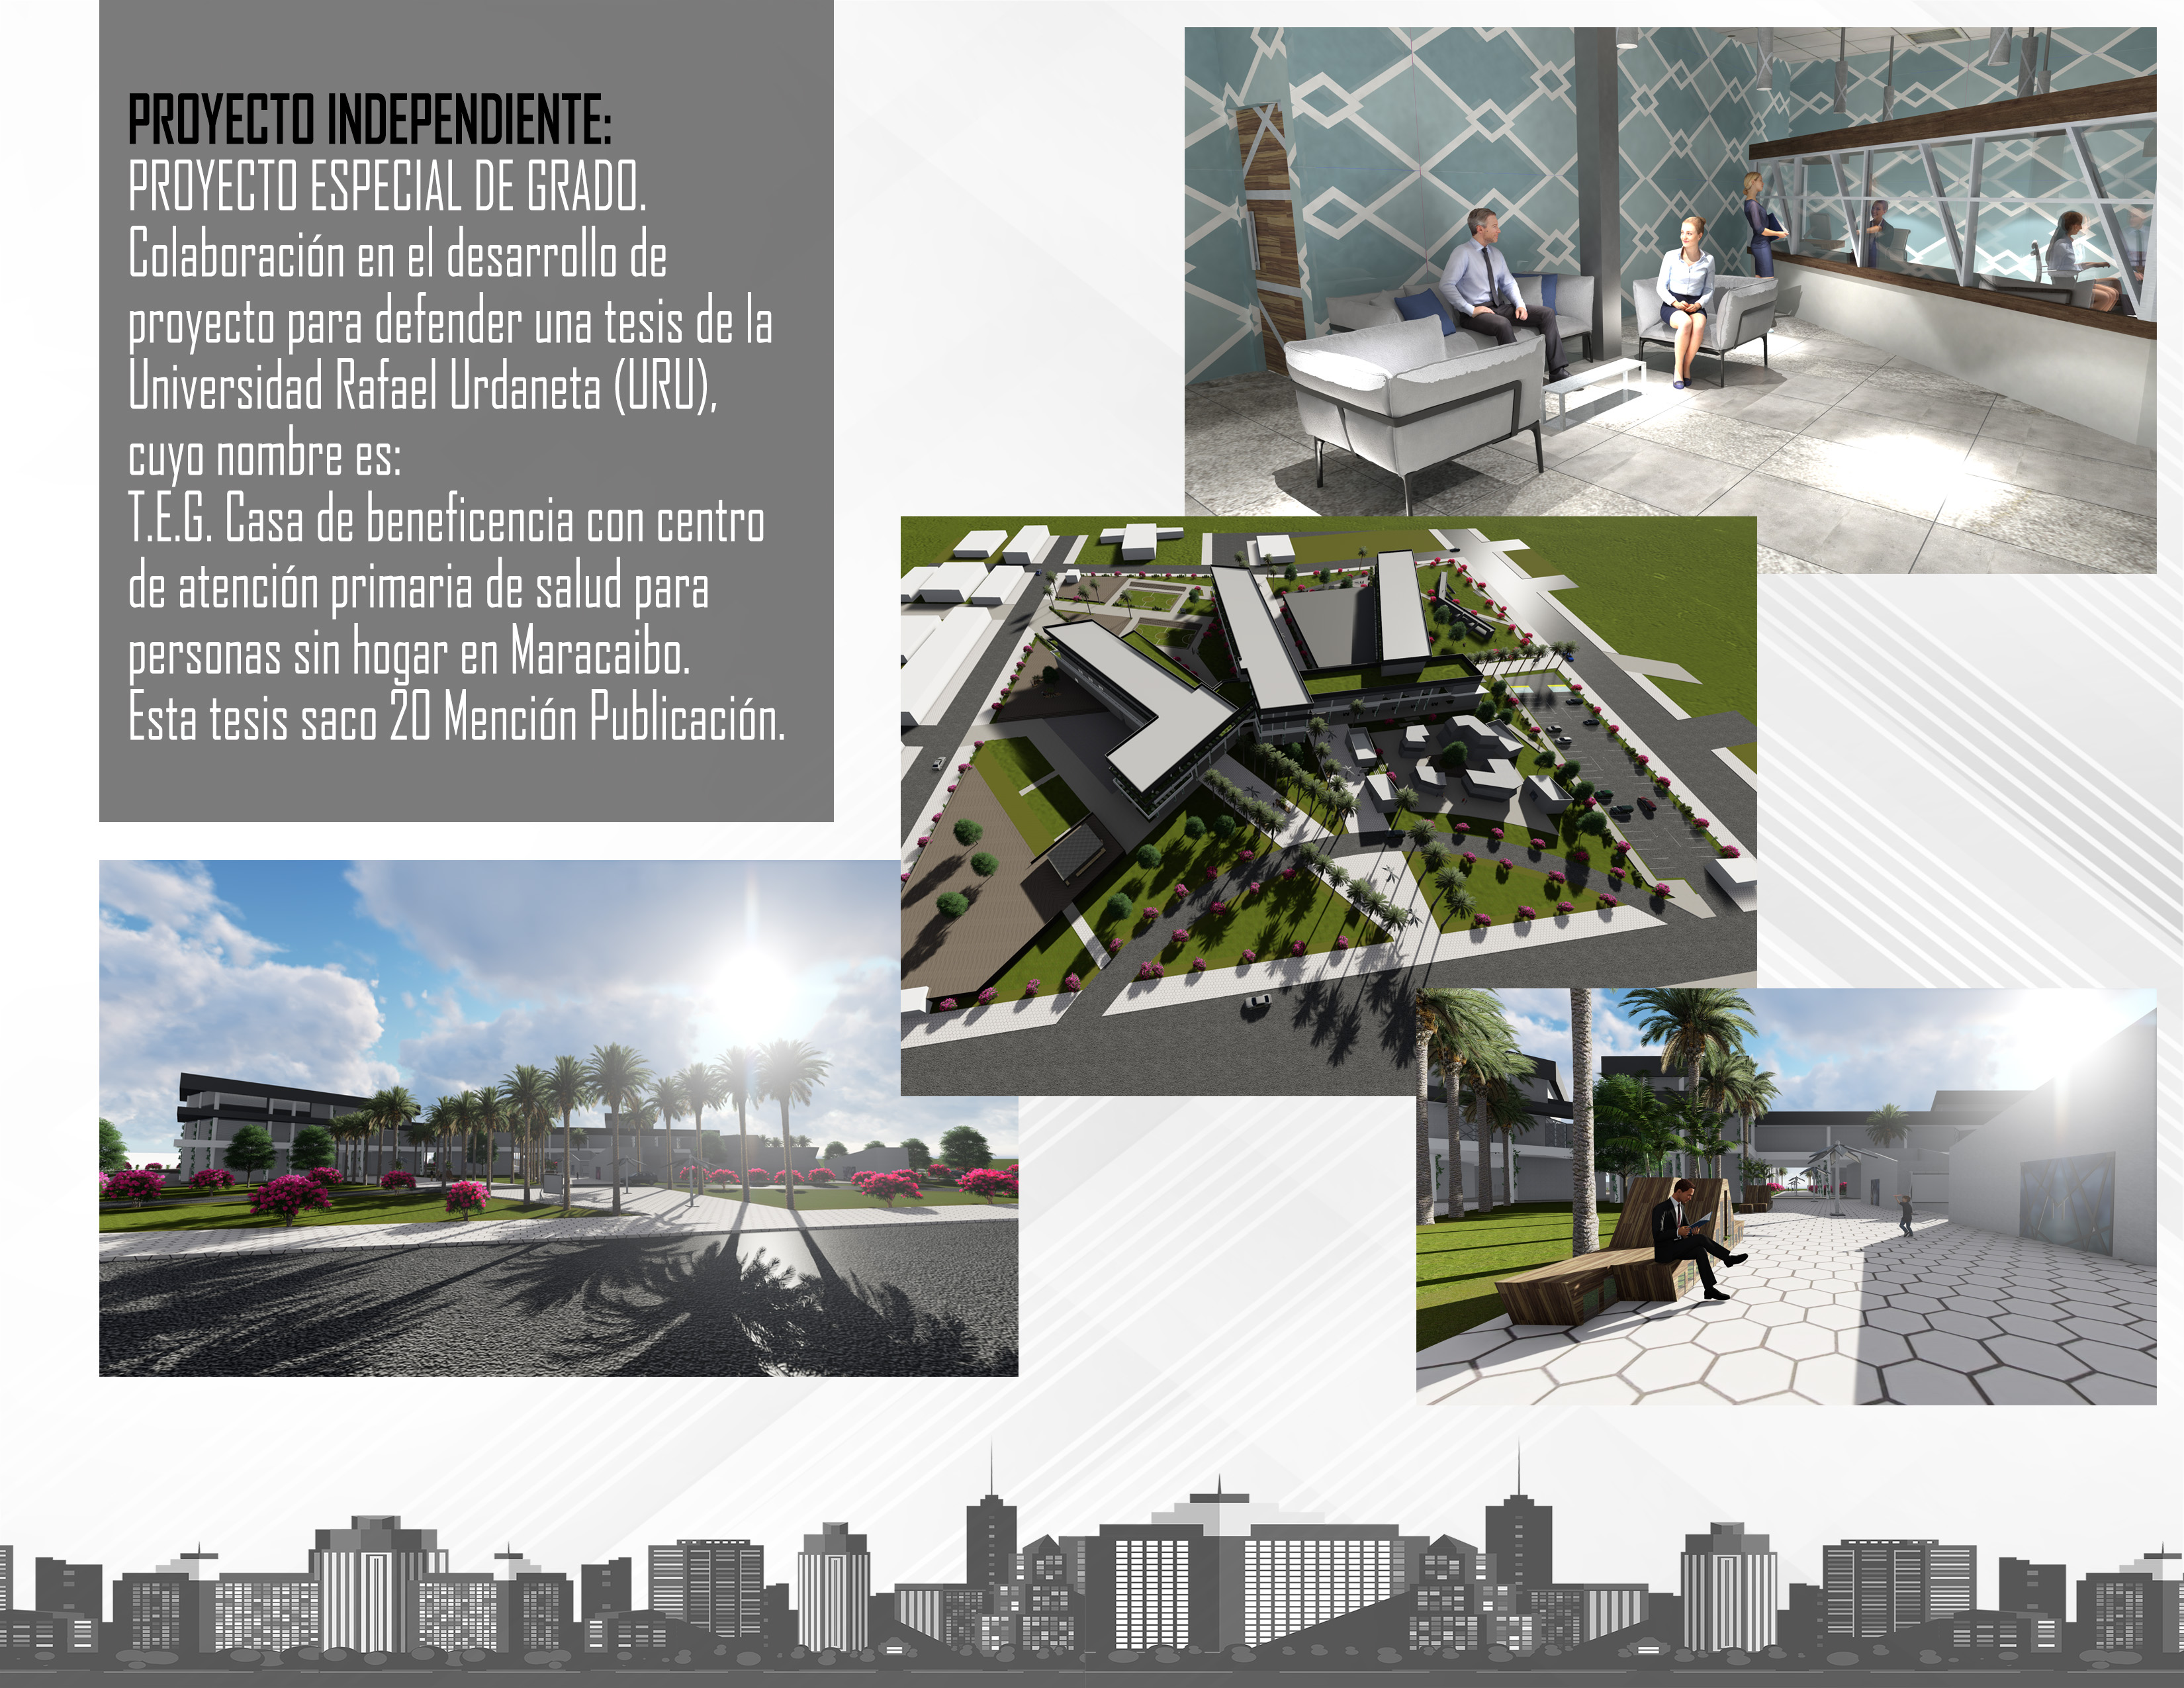 PROYECTO INDEPENDIENTE:
PROYECTO ESPECIAL DE GRADO.
Colaboración en el desarrollo de
proyecto para defender una tesis de la
Universidad Rafael Urdaneta (URU),
cuyo nombre es:
T.E.G. Casa de beneficencia con centro
de atención primaria de salud para
personas sin hogar en Maracaibo.
Esta tesis saco 20 Mención Publicación.